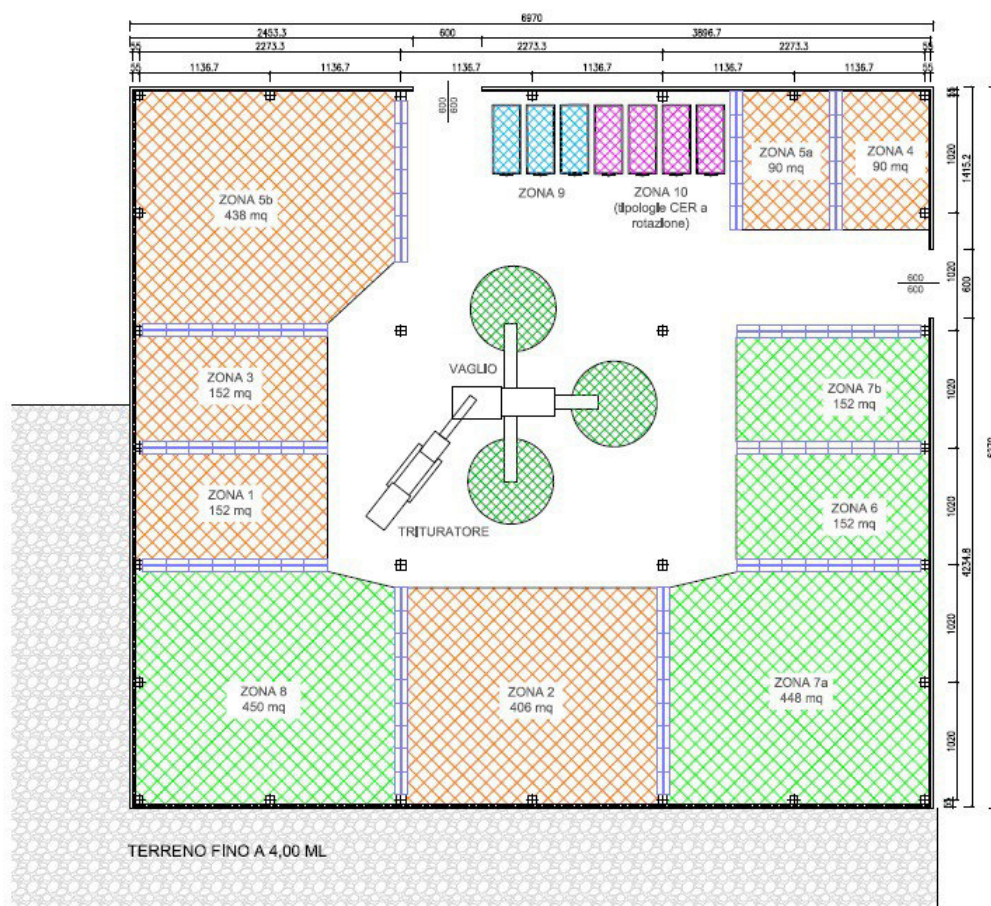 6970
2453.3 600 3896.7
55 2273.3 2273.3 2273.3 55
55 1136.7 1136.7 1136.7 1136.7 1136.7 1136.7 55
600
600
ZONA 5b
438 mq
ZONA 9
ZONA 10
(tipologie CER a
rotazione)
ZONA 5a
90 mq
ZONA 4
90 mq
55
1020
1415.2
1020
600
600
600
ZONA 3
152 mq
VAGLIO
ZONA 7b
152 mq
1020
ZONA 1
152 mq
TRITURATORE
ZONA 6
152 mq
1020
4234.8
ZONA 8
450 mq
ZONA 2
406 mq
ZONA 7a
448 mq
1020
1020
55
TERRENO FINO A 4,00 ML